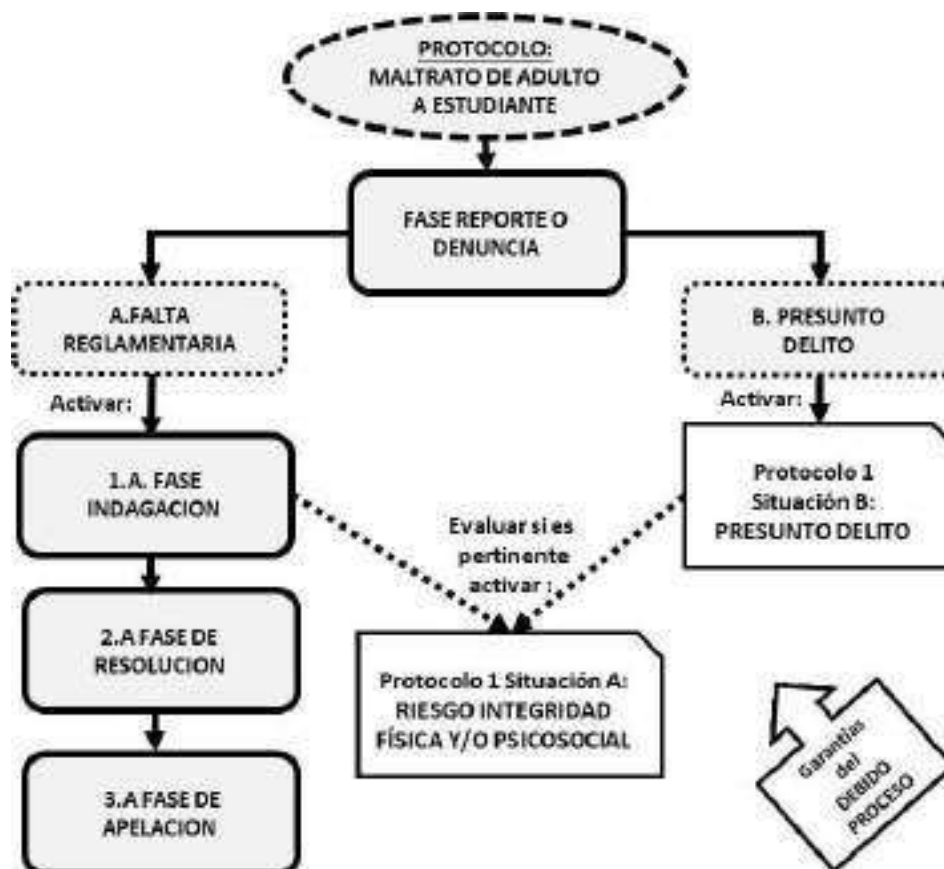 PROTOCOLO:
MALTRATO DE ADULTO
A ESTUDIANTE
FASE REPORTE O
DENUNCIA
A.FALTA
REGLAMENTARIA
B. PRESUNTO
DELITO
Activar:
Activar:
1.A. FASE
INDAGACION
Protocolo 1
Situación B:
PRESUNTO DELITO
Evaluar si es
pertinente
activar :
2.A FASE DE
RESOLUCION
Protocolo 1 Situación A:
RIESGO INTEGRIDAD
FÍSICA Y/O PSICOSOCIAL
Garantías
del
DEBIDO
PROCESO
3.A FASE DE
APELACION